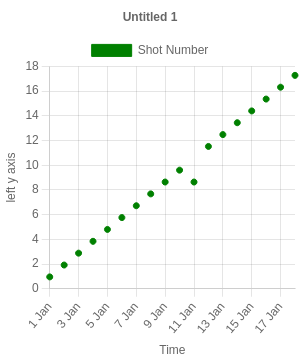 Untitled 1
Shot Number
18
16
14
12
10
8
6
4
2
0
left y axis
1 Jan
3 Jan
5 Jan
7 Jan
9 Jan
11 Jan
13 Jan
15 Jan
17 Jan
Time